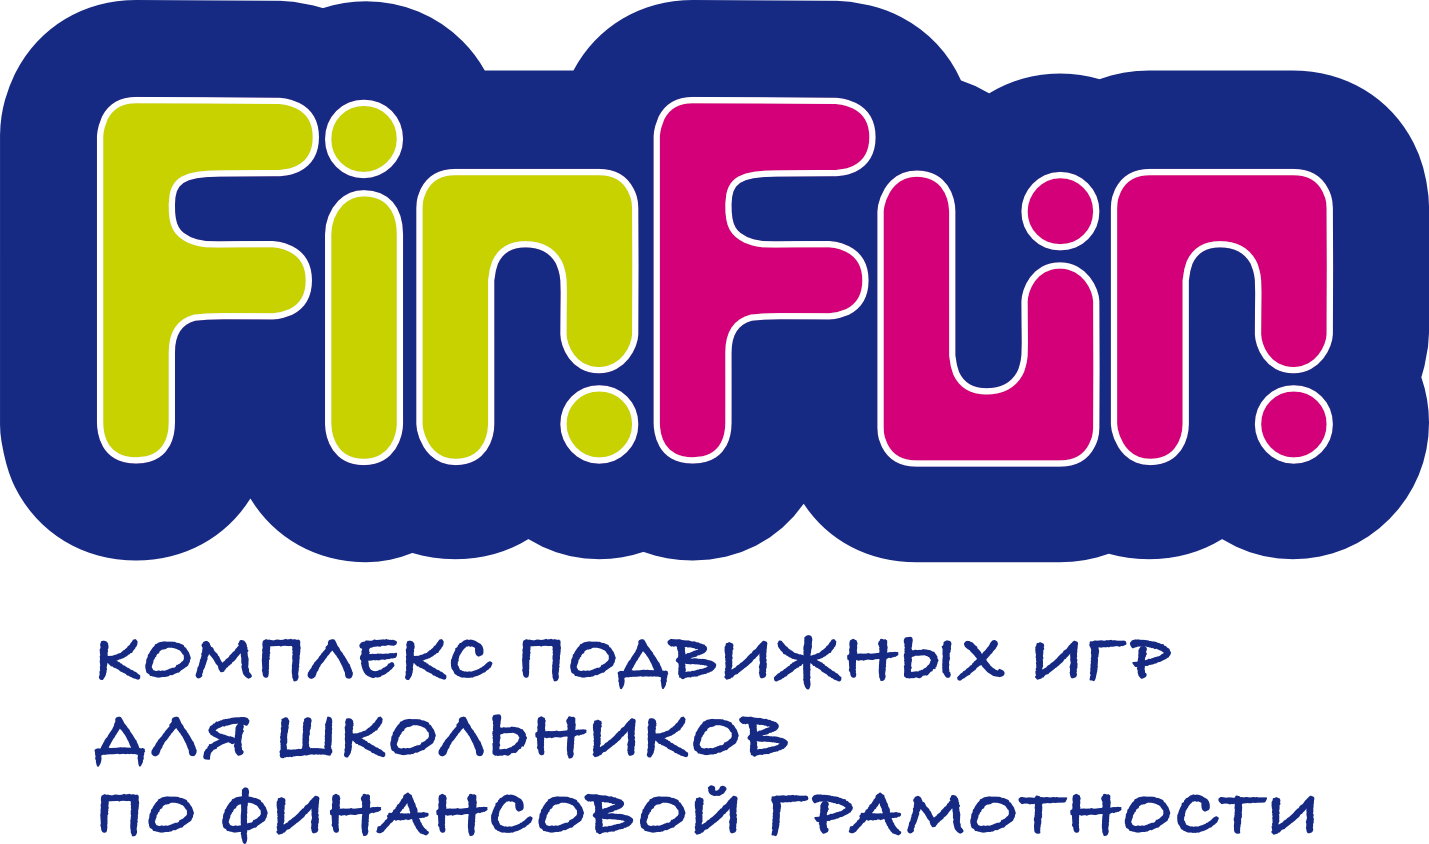 FinFun
КОМПЛЕКС ПОДВИЖНЫХ ИГР
ДЛЯ ШКОЛЬНИКОВ
ПО ФИНАНСОВОЙ ГРАМОТНОСТИ